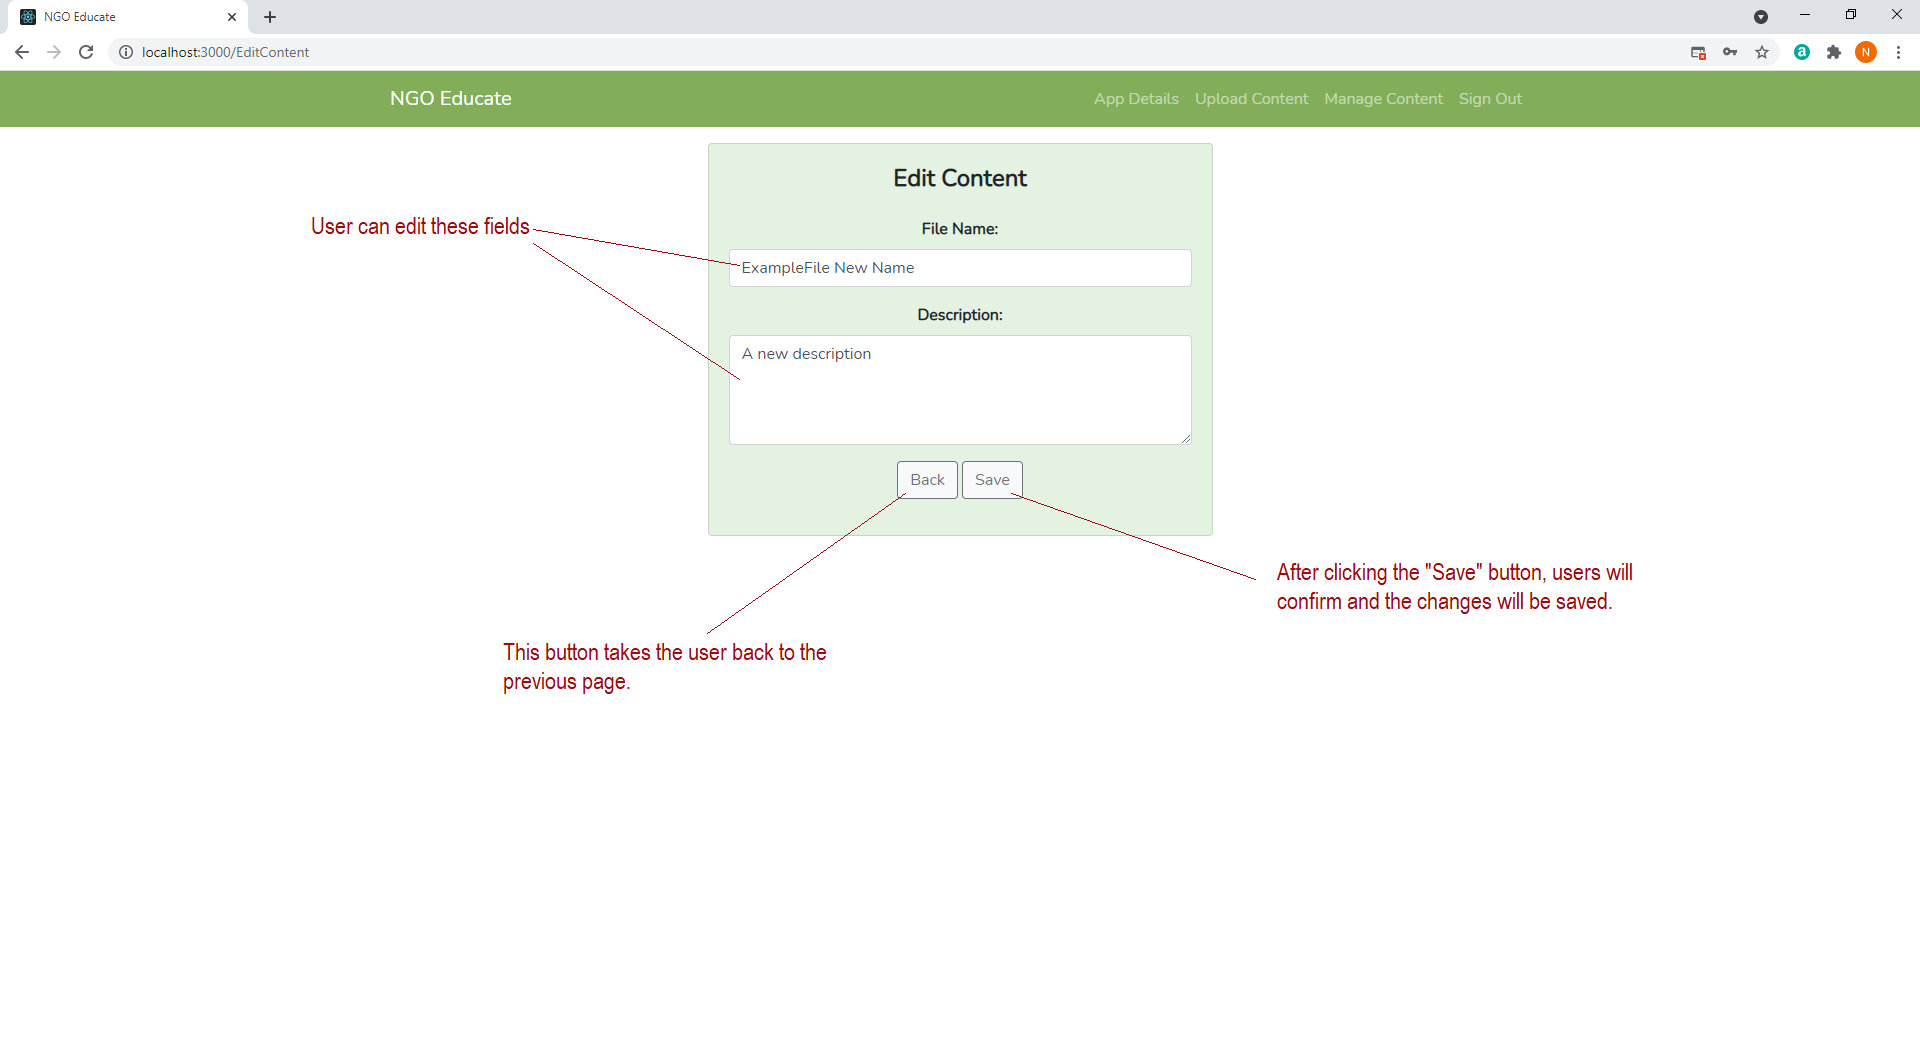 NGO Educate
localhost:3000/EditContent
N
NGO Educate
App Details Upload Content Manage Content Sign Out
Edit Content
User can edit these fields
File Name:
ExampleFile New Name
Description:
A new description
Back Save
After clicking the "Save" button, users will
confirm and the changes will be saved.
This button takes the user back to the
previous page.